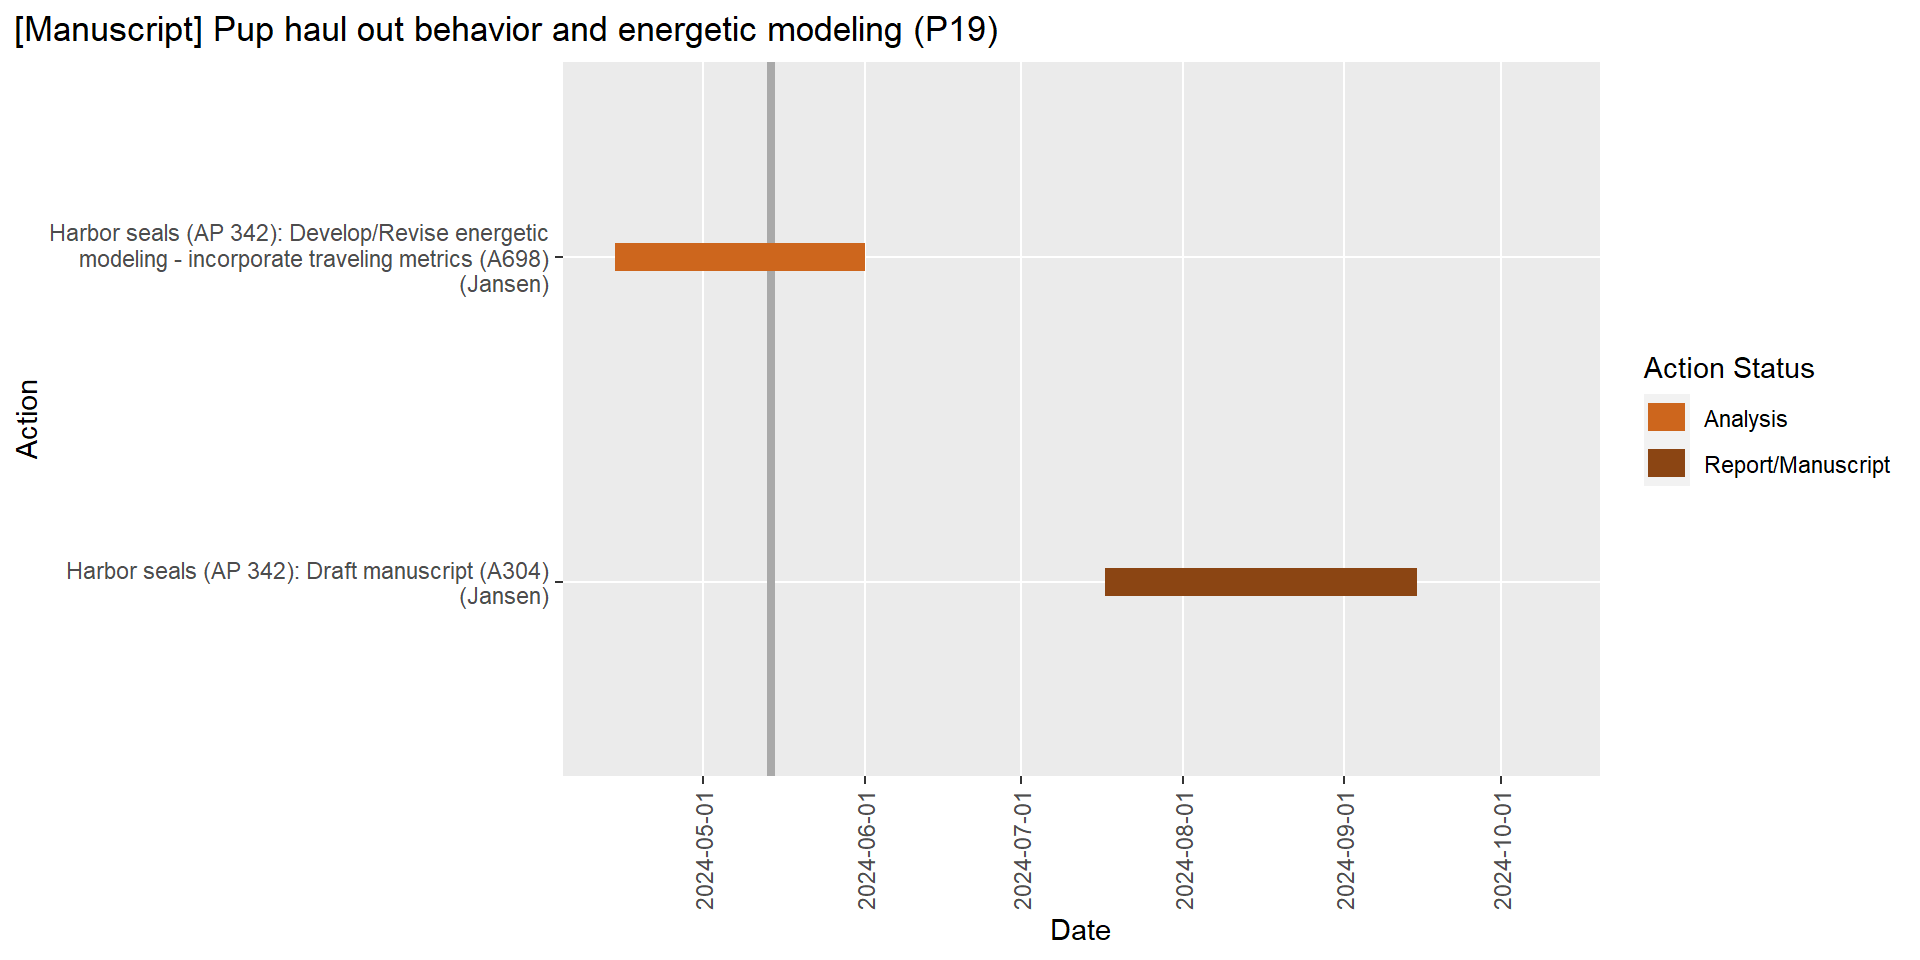 [Manuscript] Pup haul out behavior and energetic modeling (P19)
Harbor seals (AP 342): Develop/Revise energetic
modeling - incorporate traveling metrics (A698)
(Jansen)
Harbor seals (AP 342): Draft manuscript (A304)
(Jansen)
Action
2024-05-01
2024-06-01
2024-07-01
2024-08-01
2024-09-01
2024-10-01
Date
Action Status
Analysis
Report/Manuscript